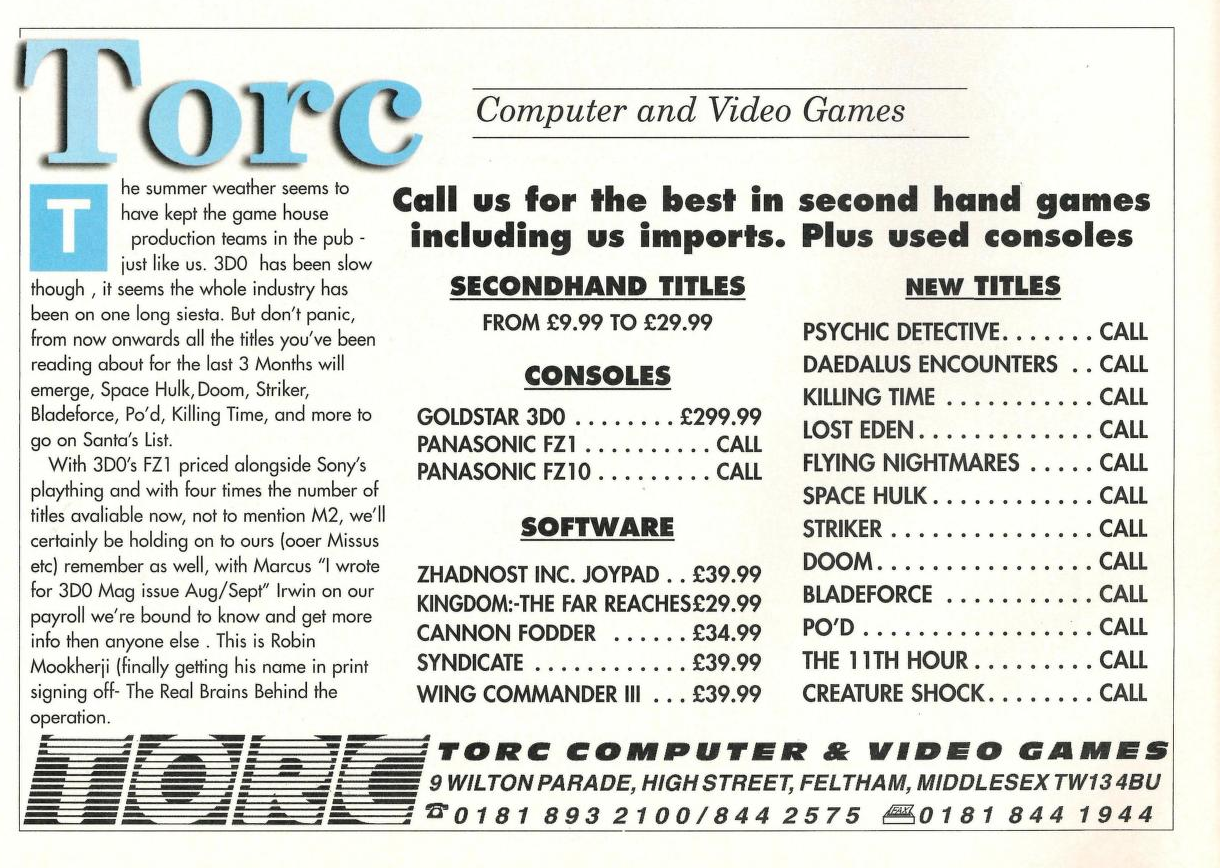 Torc
Computer and Video Games
The summer weather seems to
have kept the game house
production teams in the pub -
just like us. 3D0 has been slow
though , it seems the whole industry has
been on one long siesta. But don't panic,
from now onwards all the titles you've been
reading about for the last 3 Months will
emerge, Space Hulk,Doom, Striker,
Bladeforce, Po'd, Killing Time, and more to
go on Santa's List.
With 3D0's FZ1 priced alongside Sony's
plaything and with four times the number of
titles avaliable now, not to mention M2, we'll
certainly be holding on to ours (ooer Missus
etc) remember as well, with Marcus "I wrote
for 3D0 Mag issue Aug/Sept" Irwin on our
payroll we're bound to know and get more
info then anyone else . This is Robin
Mookherji (finally getting his name in print
signing off- The Real Brains Behind the
operation.
Call us for the best in second hand games
including us imports. Plus used consoles
SECONDHAND TITLES
FROM £9.99 TO £29.99
CONSOLES
GOLDSTAR 3D0 ........ £299.99
PANASONIC FZ1 .......... CALL
PANASONIC FZ10 ......... CALL
SOFTWARE
ZHADNOST INC. JOYPAD .. £39.99
KINGDOM:-THE FAR REACHES£29.99
CANNON FODDER ...... £34.99
SYNDICATE ............ £39.99
WING COMMANDER III ... £39.99
NEW TITLES
PSYCHIC DETECTIVE........ CALL
DAEDALUS ENCOUNTERS .. CALL
KILLING TIME ........... CALL
LOST EDEN.............. CALL
FLYING NIGHTMARES ..... CALL
SPACE HULK............. CALL
STRIKER ................ CALL
DOOM................. CALL
BLADEFORCE ........... CALL
PO'D .................. CALL
THE 11TH HOUR......... CALL
CREATURE SHOCK........ CALL
TORC
TORC COMPUTER & VIDEO GAMES
9 WILTON PARADE, HIGH STREET, FELTHAM, MIDDLESEX TW13 4BU
☎0181 893 2100/844 2575 FAX 0181 844 1944